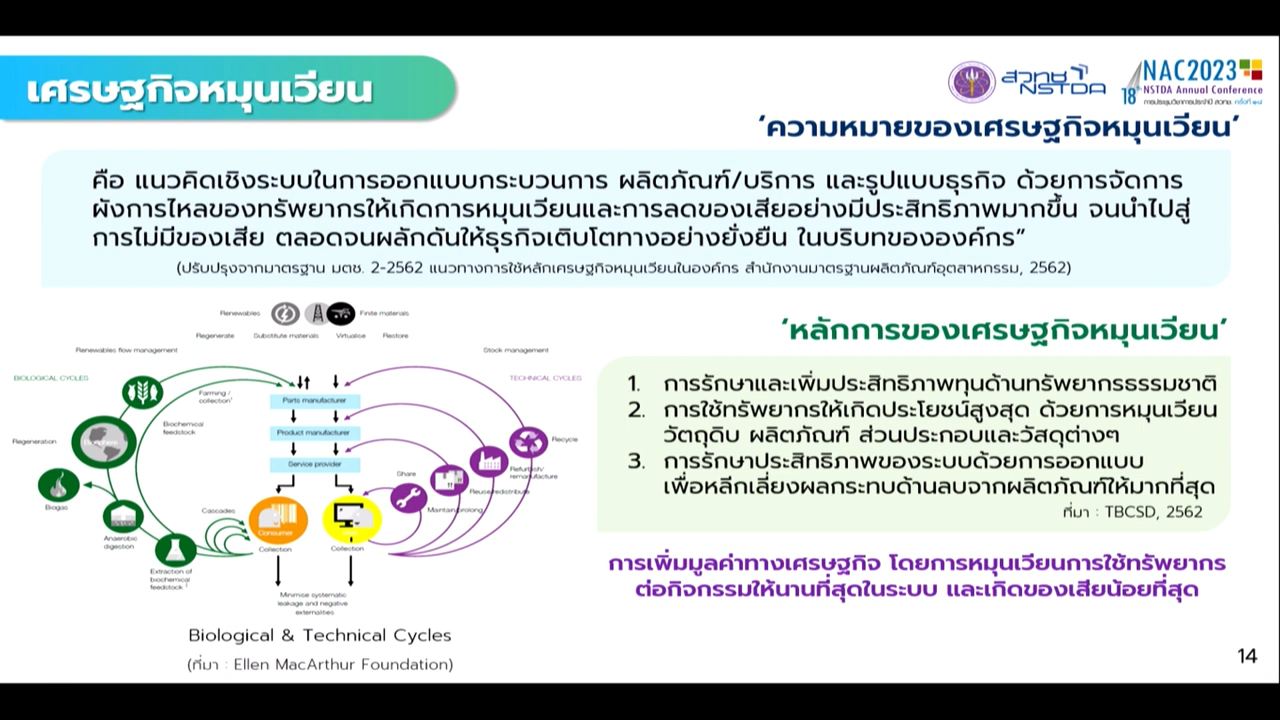 เศรษฐกิจหมุนเวียน
สวทช
NSTDA
18th
NAC2023
NSTDA Annual Conference
การประชุมวิชาการประจำปี สวทช. ครั้งที่ ๑๘
‘ความหมายของเศรษฐกิจหมุนเวียน’
คือ แนวคิดเชิงระบบในการออกแบบกระบวนการ ผลิตภัณฑ์/บริการ และรูปแบบธุรกิจ ด้วยการจัดการ
ผังการไหลของทรัพยากรให้เกิดการหมุนเวียนและการลดของเสียอย่างมีประสิทธิภาพมากขึ้น จนนำไปสู่
การไม่มีของเสีย ตลอดจนผลักดันให้ธุรกิจเติบโตทางอย่างยั่งยืน ในบริบทขององค์กร”
(ปรับปรุงจากมาตรฐาน มตช. 2-2562 แนวทางการใช้หลักเศรษฐกิจหมุนเวียนในองค์กร สำนักงานมาตรฐานผลิตภัณฑ์อุตสาหกรรม, 2562)
Renewables
Finite materials
Regenerate
Substitute materials
Virtualise
Restore
Renewables flow management
Stock management
BIOLOGICAL CYCLES
TECHNICAL CYCLES
Farming /
collection¹
Parts manufacturer
Biochemical
feedstock
Product manufacturer
Regeneration
Biosphere
Recycle
Service provider
Share
Refurbish/
remanufacture
Reuse/redistribute
Biogas
Cascades
Maintain/prolong
Consumer
Anaerobic
digestion
Collection
Collection
Extraction of
biochemical
feedstock ²
Minimise systematic
leakage and negative
externalities
Biological & Technical Cycles
(ที่มา : Ellen MacArthur Foundation)
‘หลักการของเศรษฐกิจหมุนเวียน’
1. การรักษาและเพิ่มประสิทธิภาพทุนด้านทรัพยากรธรรมชาติ
2. การใช้ทรัพยากรให้เกิดประโยชน์สูงสุด ด้วยการหมุนเวียน
วัตถุดิบ ผลิตภัณฑ์ ส่วนประกอบและวัสดุต่างๆ
3. การรักษาประสิทธิภาพของระบบด้วยการออกแบบ
เพื่อหลีกเลี่ยงผลกระทบด้านลบจากผลิตภัณฑ์ให้มากที่สุด
ที่มา : TBCSD, 2562
การเพิ่มมูลค่าทางเศรษฐกิจ โดยการหมุนเวียนการใช้ทรัพยากร
ต่อกิจกรรมให้นานที่สุดในระบบ และเกิดของเสียน้อยที่สุด
14